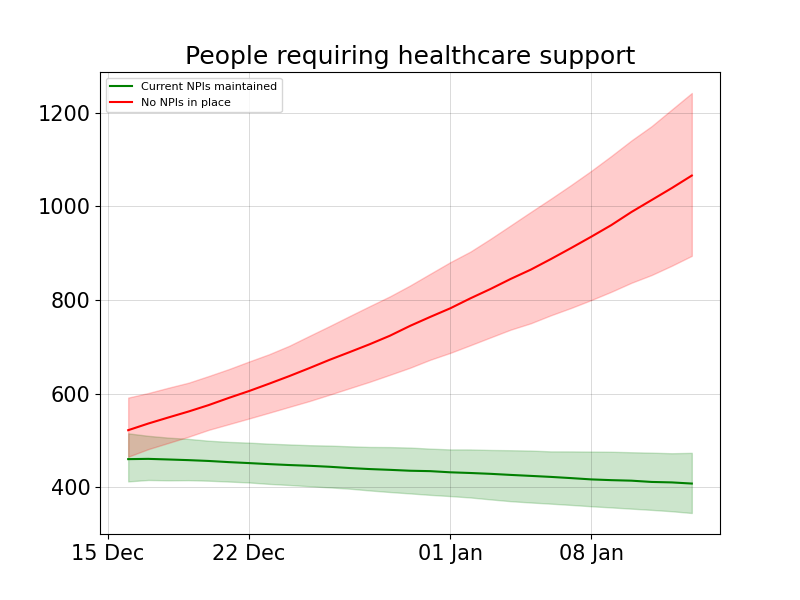 People requiring healthcare support
Current NPIs maintained
No NPIs in place
1200
1000
800
600
400
15 Dec 22 Dec 01 Jan 08 Jan